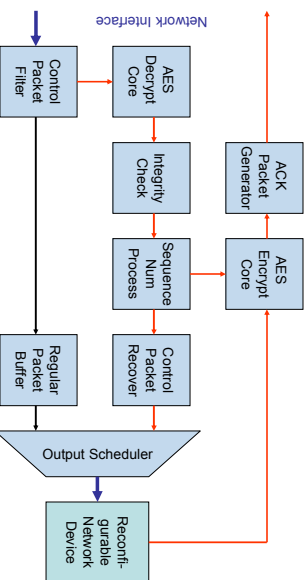 Network Interface
Control
Packet
Filter
AES
Decrypt
Core
Integrity
Check
Sequence
Num
Process
Control
Packet
Recover
Regular
Packet
Buffer
ACK
Packet
Generator
AES
Encrypt
Core
Output Scheduler
Reconfi-
gurable
Network
Device